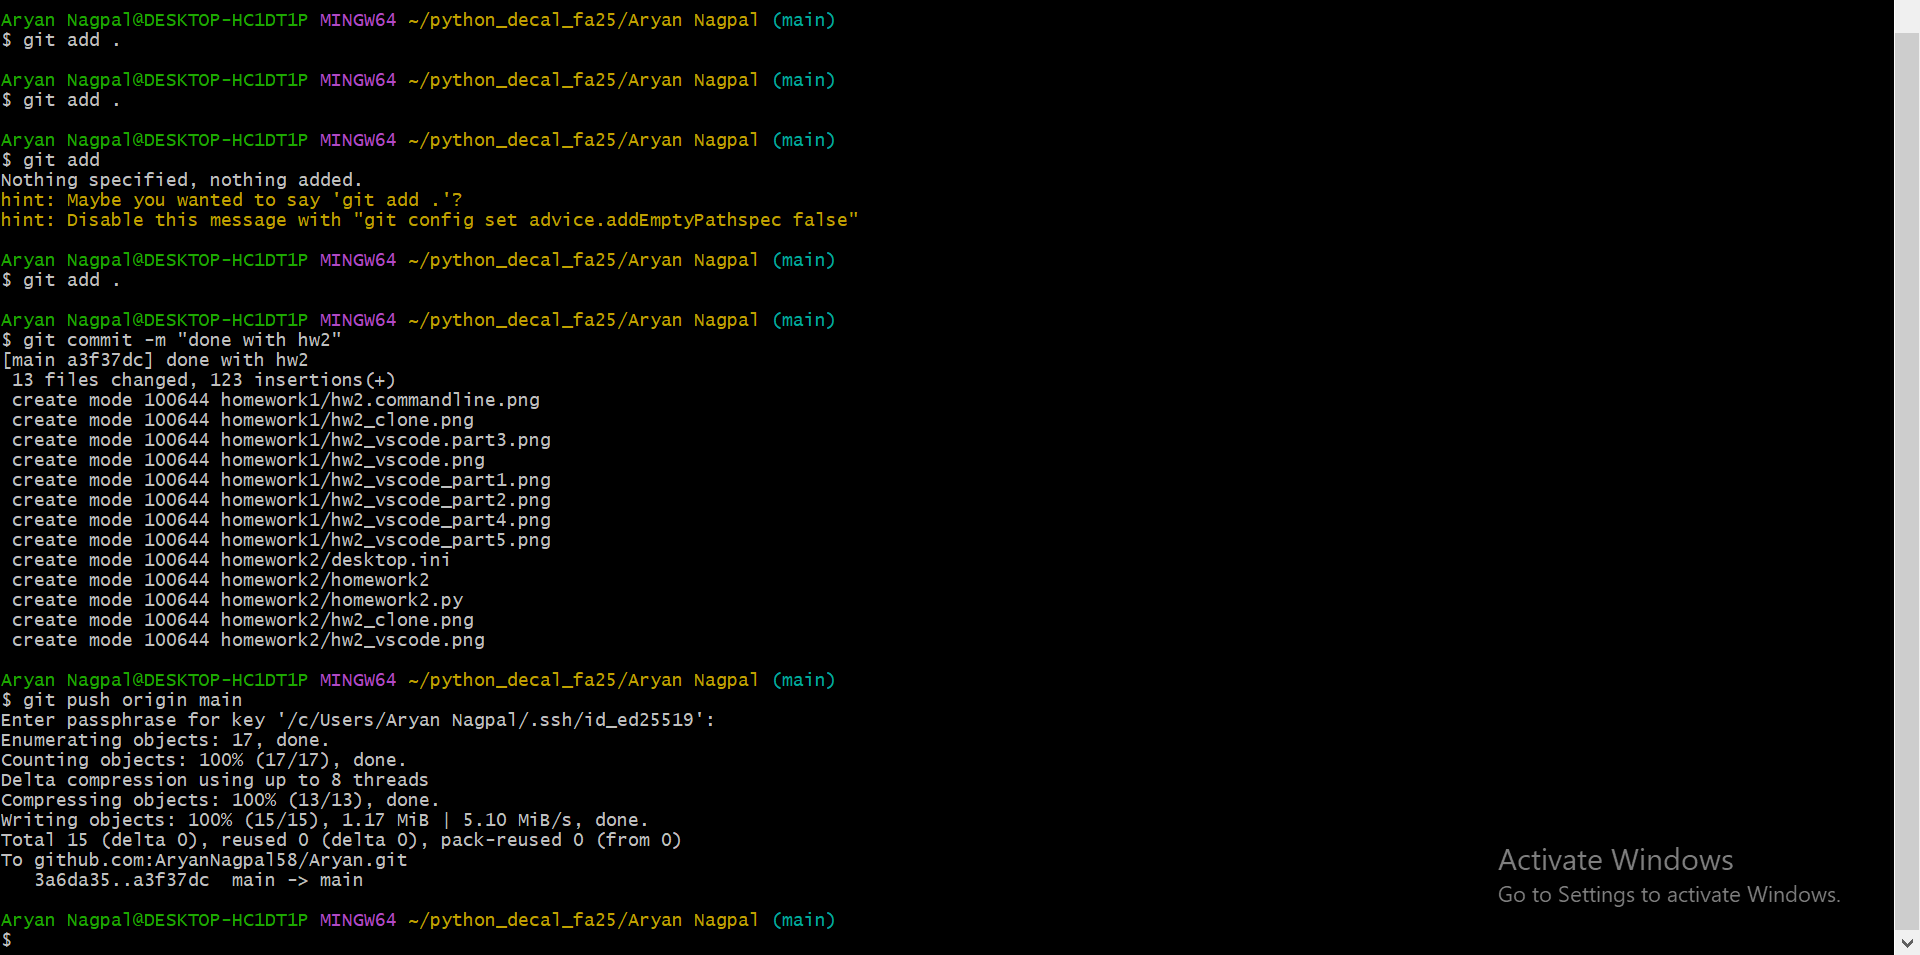 Aryan Nagpal@DESKTOP-HC1DT1P MINGW64 ~/python_decal_fa25/Aryan Nagpal (main)
$ git add .
Aryan Nagpal@DESKTOP-HC1DT1P MINGW64 ~/python_decal_fa25/Aryan Nagpal (main)
$ git add .
Aryan Nagpal@DESKTOP-HC1DT1P MINGW64 ~/python_decal_fa25/Aryan Nagpal (main)
$ git add
Nothing specified, nothing added.
hint: Maybe you wanted to say 'git add .'?
hint: Disable this message with "git config set advice.addEmptyPathspec false"
Aryan Nagpal@DESKTOP-HC1DT1P MINGW64 ~/python_decal_fa25/Aryan Nagpal (main)
$ git add .
Aryan Nagpal@DESKTOP-HC1DT1P MINGW64 ~/python_decal_fa25/Aryan Nagpal (main)
$ git commit -m "done with hw2"
[main a3f37dc] done with hw2
 13 files changed, 123 insertions(+)
 create mode 100644 homework1/hw2.commandline.png
 create mode 100644 homework1/hw2_clone.png
 create mode 100644 homework1/hw2_vscode.part3.png
 create mode 100644 homework1/hw2_vscode.png
 create mode 100644 homework1/hw2_vscode_part1.png
 create mode 100644 homework1/hw2_vscode_part2.png
 create mode 100644 homework1/hw2_vscode_part4.png
 create mode 100644 homework1/hw2_vscode_part5.png
 create mode 100644 homework2/desktop.ini
 create mode 100644 homework2/homework2
 create mode 100644 homework2/homework2.py
 create mode 100644 homework2/hw2_clone.png
 create mode 100644 homework2/hw2_vscode.png
Aryan Nagpal@DESKTOP-HC1DT1P MINGW64 ~/python_decal_fa25/Aryan Nagpal (main)
$ git push origin main
Enter passphrase for key '/c/Users/Aryan Nagpal/.ssh/id_ed25519':
Enumerating objects: 17, done.
Counting objects: 100% (17/17), done.
Delta compression using up to 8 threads
Compressing objects: 100% (13/13), done.
Writing objects: 100% (15/15), 1.17 MiB | 5.10 MiB/s, done.
Total 15 (delta 0), reused 0 (delta 0), pack-reused 0 (from 0)
To github.com:AryanNagpal58/Aryan.git
   3a6da35..a3f37dc  main -> main
Aryan Nagpal@DESKTOP-HC1DT1P MINGW64 ~/python_decal_fa25/Aryan Nagpal (main)
$
Activate Windows
Go to Settings to activate Windows.